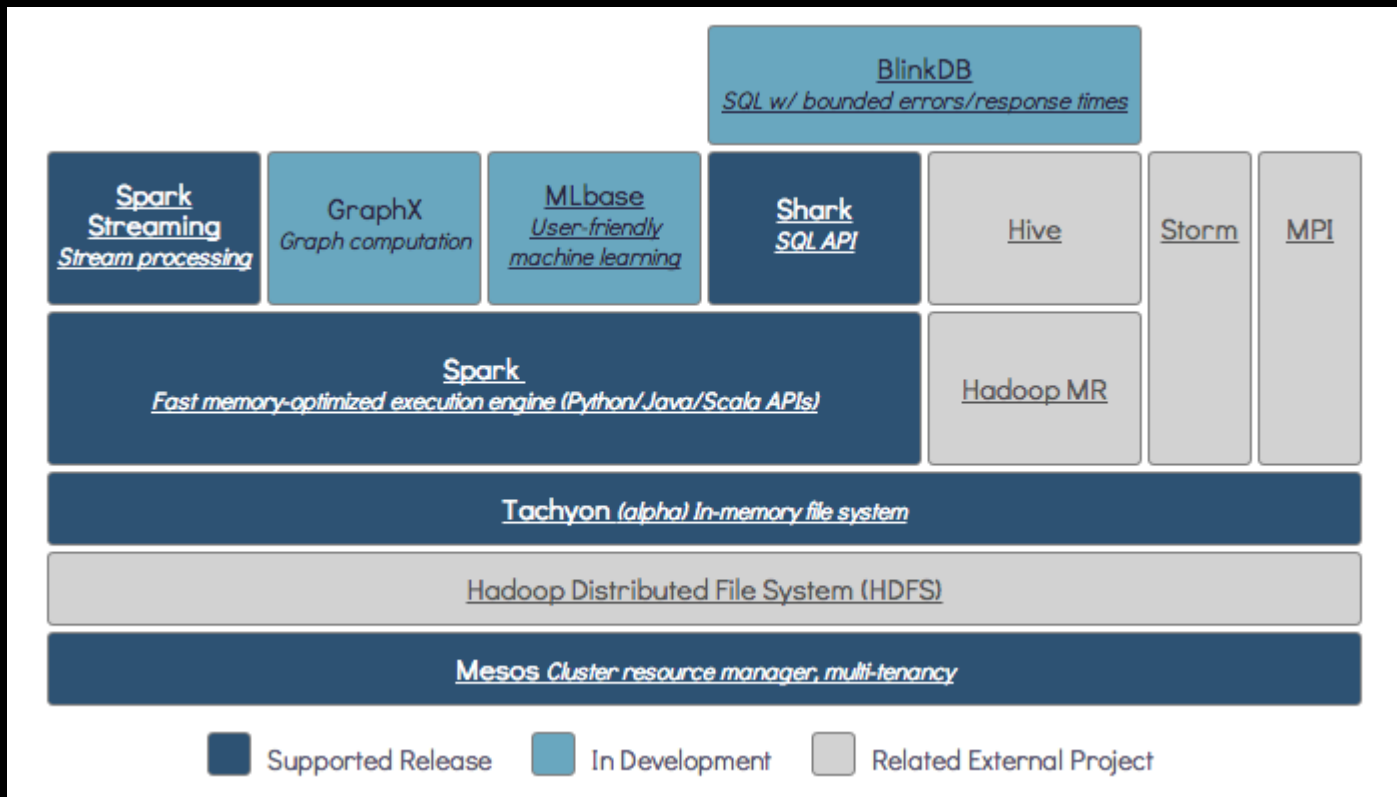 BlinkDB
SQL w/ bounded errors/response times
Spark
Streaming
Stream processing
GraphX
Graph computation
MLbase
User-friendly
machine learning
Shark
SQL API
Hive
Storm
MPI
Spark
Fast memory-optimized execution engine (Python/Java/Scala APIs)
Hadoop MR
Tachyon (alpha) In-memory file system
Hadoop Distributed File System (HDFS)
Mesos Cluster resource manager, multi-tenancy
Supported Release
In Development
Related External Project